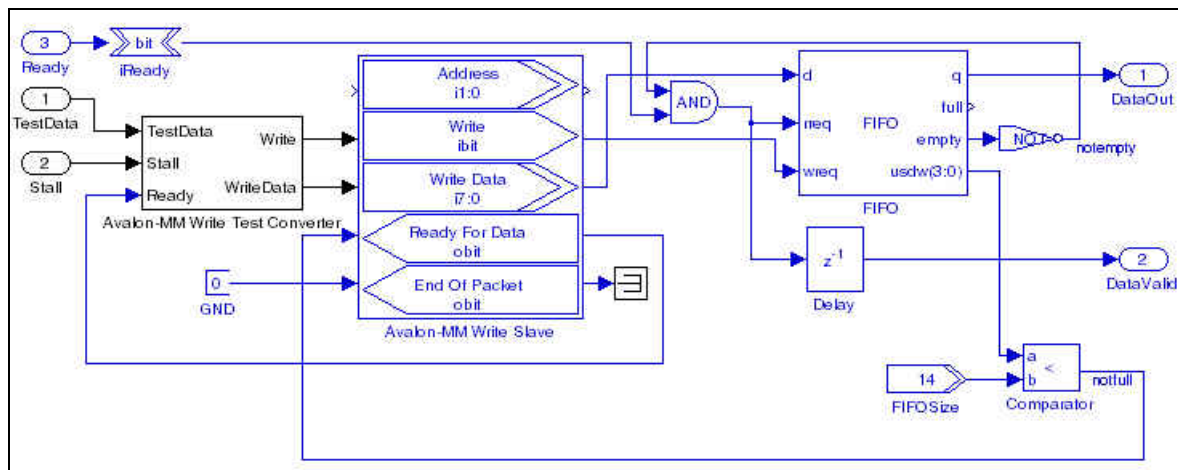 3
Ready
bit
iReady
1
TestData
2
Stall
TestData
Stall
Ready
Write
WriteData
Avalon-MM Write Test Converter
0
GND
Address
i1:0
Write
ibit
Write Data
i7:0
Ready For Data
obit
End Of Packet
obit
Avalon-MM Write Slave
AND
d
rreq
wreq
FIFO
q
full
empty
usdw(3:0)
FIFO
NOT
notempty
1
DataOut
z-1
Delay
2
DataValid
14
FIFOSize
a
b
<
Comparator
notfull